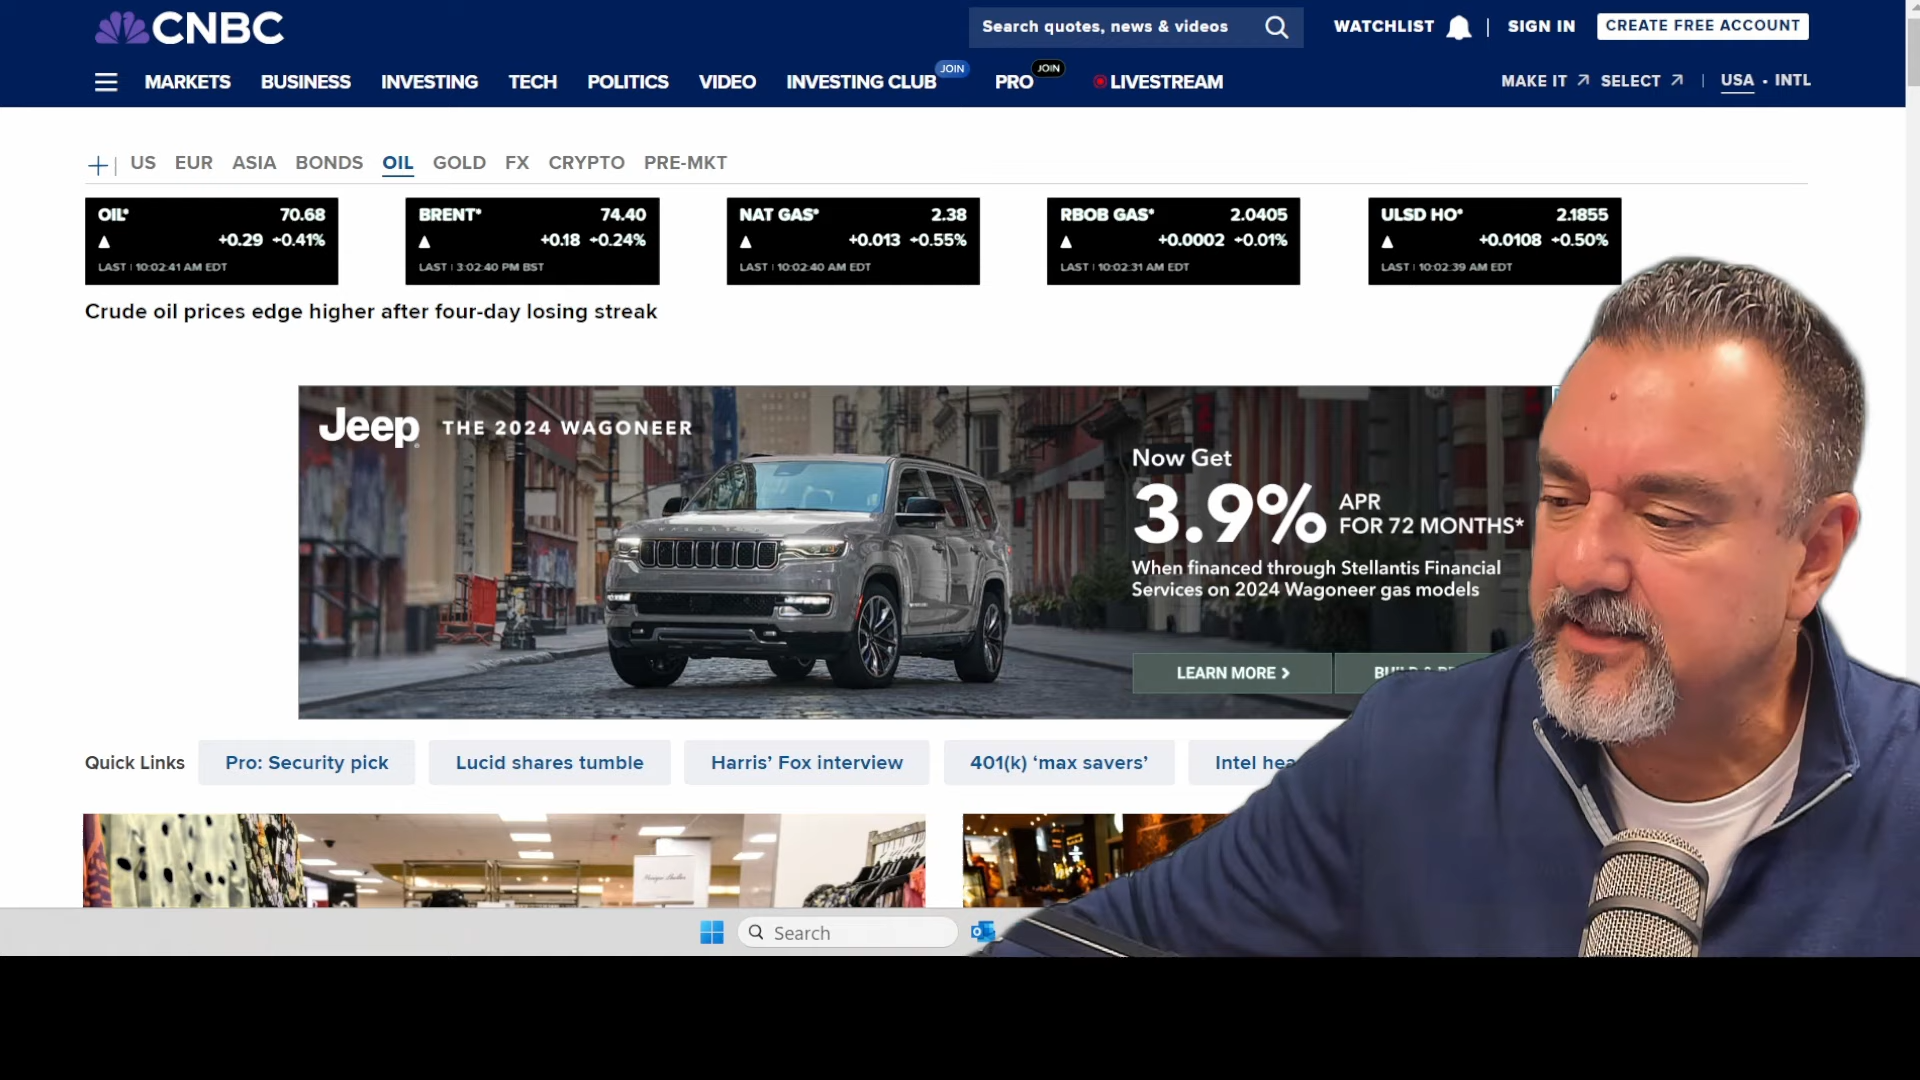 CNBC
Search quotes, news & videos
WATCHLIST | SIGN IN
CREATE FREE ACCOUNT
MARKETS BUSINESS INVESTING TECH POLITICS VIDEO INVESTING CLUB JOIN PRO JOIN LIVESTREAM
MAKE IT SELECT | USA • INTL
US EUR ASIA BONDS OIL GOLD FX CRYPTO PRE-MKT
OIL* 70.68
+0.29 +0.41%
LAST | 10:02:41 AM EDT
BRENT* 74.40
+0.18 +0.24%
LAST | 3:02:40 PM BST
NAT GAS* 2.38
+0.013 +0.55%
LAST | 10:02:40 AM EDT
RBOB GAS* 2.0405
+0.0002 +0.01%
LAST | 10:02:31 AM EDT
ULSD HO* 2.1855
+0.0108 +0.50%
LAST | 10:02:39 AM EDT
Crude oil prices edge higher after four-day losing streak
Jeep THE 2024 WAGONEER
Now Get
3.9% APR
FOR 72 MONTHS*
When financed through Stellantis Financial
Services on 2024 Wagoneer gas models
LEARN MORE >
Quick Links
Pro: Security pick
Lucid shares tumble
Harris’ Fox interview
401(k) ‘max savers’
Intel
Search